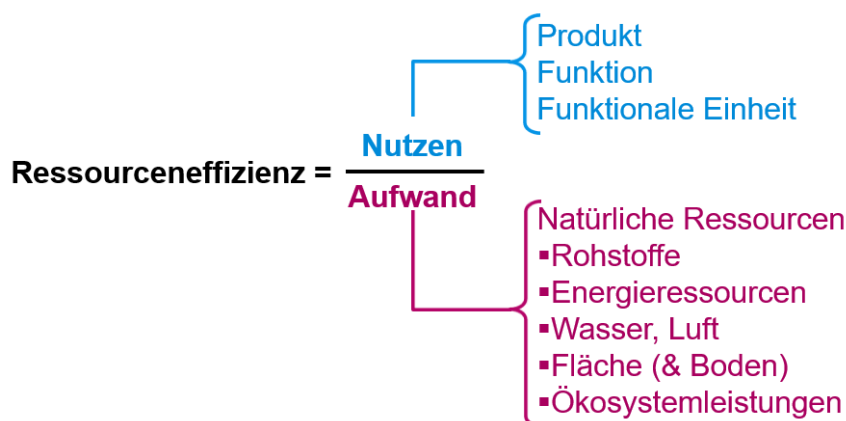 Produkt
Funktion
Funktionale Einheit
Ressourceneffizienz = Nutzen
Aufwand
Natürliche Ressourcen
▪Rohstoffe
▪Energieressourcen
▪Wasser, Luft
▪Fläche (& Boden)
▪Ökosystemleistungen